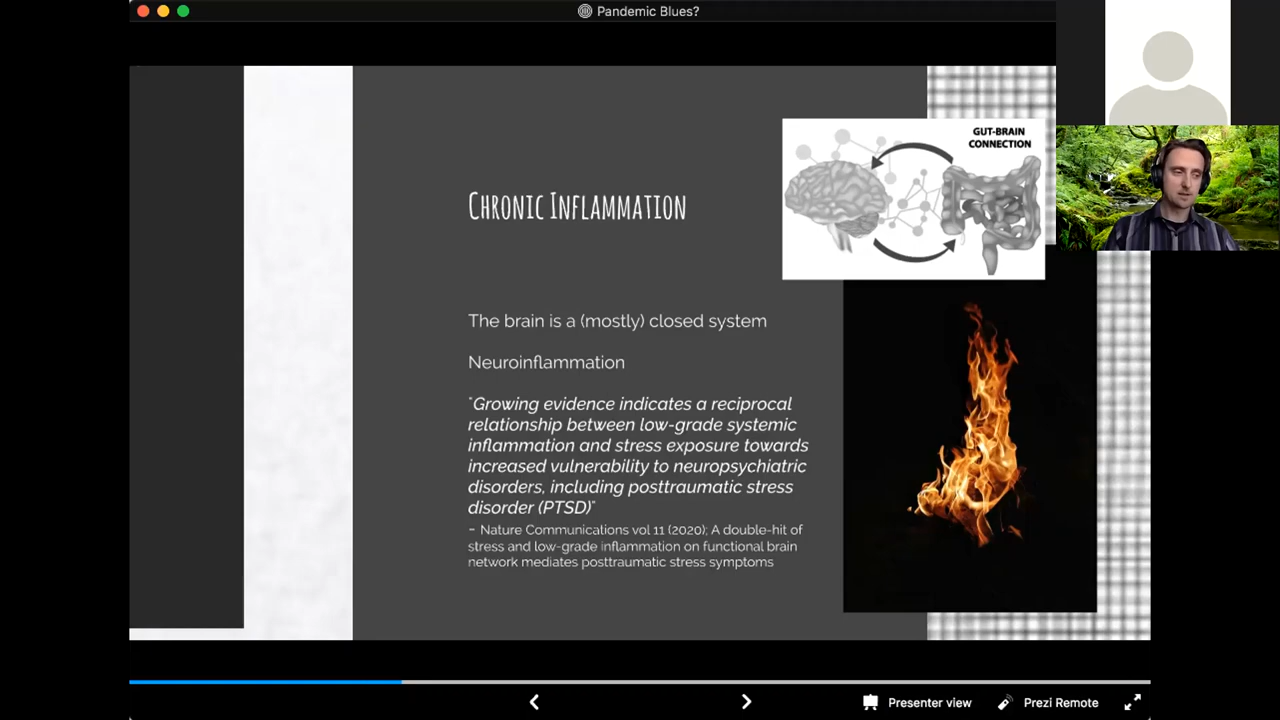 Pandemic Blues?
GUT-BRAIN
CONNECTION
CHRONIC INFLAMMATION
The brain is a (mostly) closed system
Neuroinflammation
"Growing evidence indicates a reciprocal
relationship between low-grade systemic
inflammation and stress exposure towards
increased vulnerability to neuropsychiatric
disorders, including posttraumatic stress
disorder (PTSD)"
- Nature Communications vol 11 (2020); A double-hit of
stress and low-grade inflammation on functional brain
network mediates posttraumatic stress symptoms
Presenter view
Prezi Remote